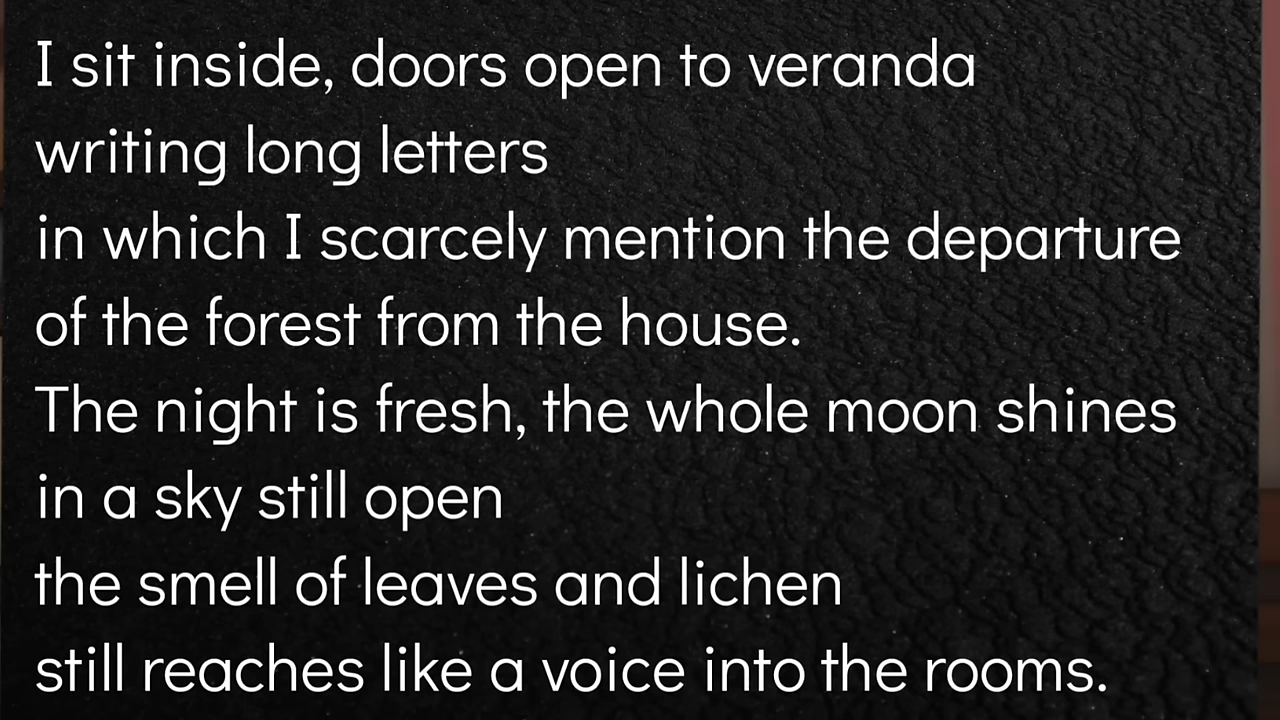 I sit inside, doors open to veranda
writing long letters
in which I scarcely mention the departure
of the forest from the house.
The night is fresh, the whole moon shines
in a sky still open
the smell of leaves and lichen
still reaches like a voice into the rooms.